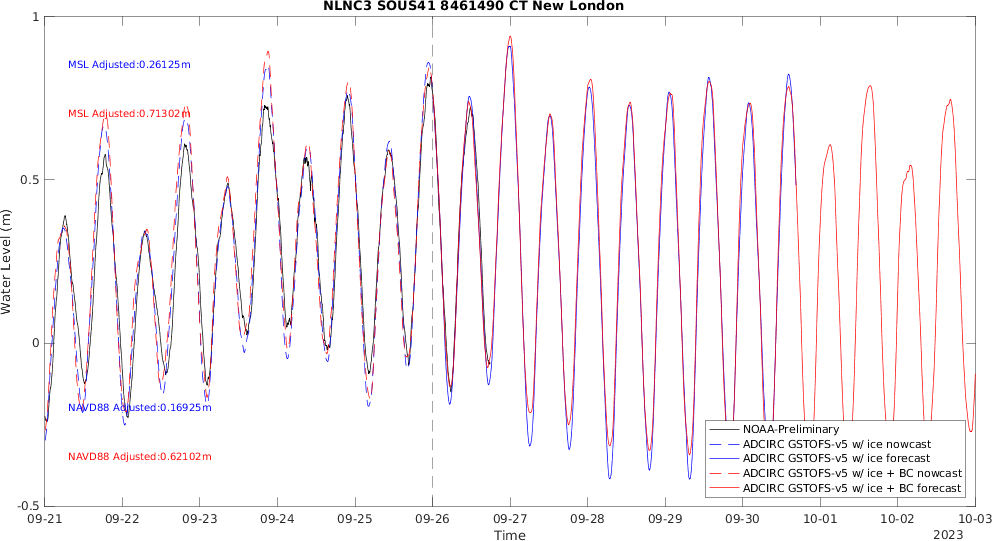 NLNC3 SOUS41 8461490 CT New London
Water Level (m)
1
0.5
0
-0.5
MSL Adjusted:0.26125m
MSL Adjusted:0.71302m
NAVD88 Adjusted:0.16925m
NAVD88 Adjusted:0.62102m
NOAA-Preliminary
ADCIRC GSTOFS-v5 w/ ice nowcast
ADCIRC GSTOFS-v5 w/ ice forecast
ADCIRC GSTOFS-v5 w/ ice + BC nowcast
ADCIRC GSTOFS-v5 w/ ice + BC forecast
09-21 09-22 09-23 09-24 09-25 09-26 09-27 09-28 09-29 09-30 10-01 10-02 10-03
Time
2023